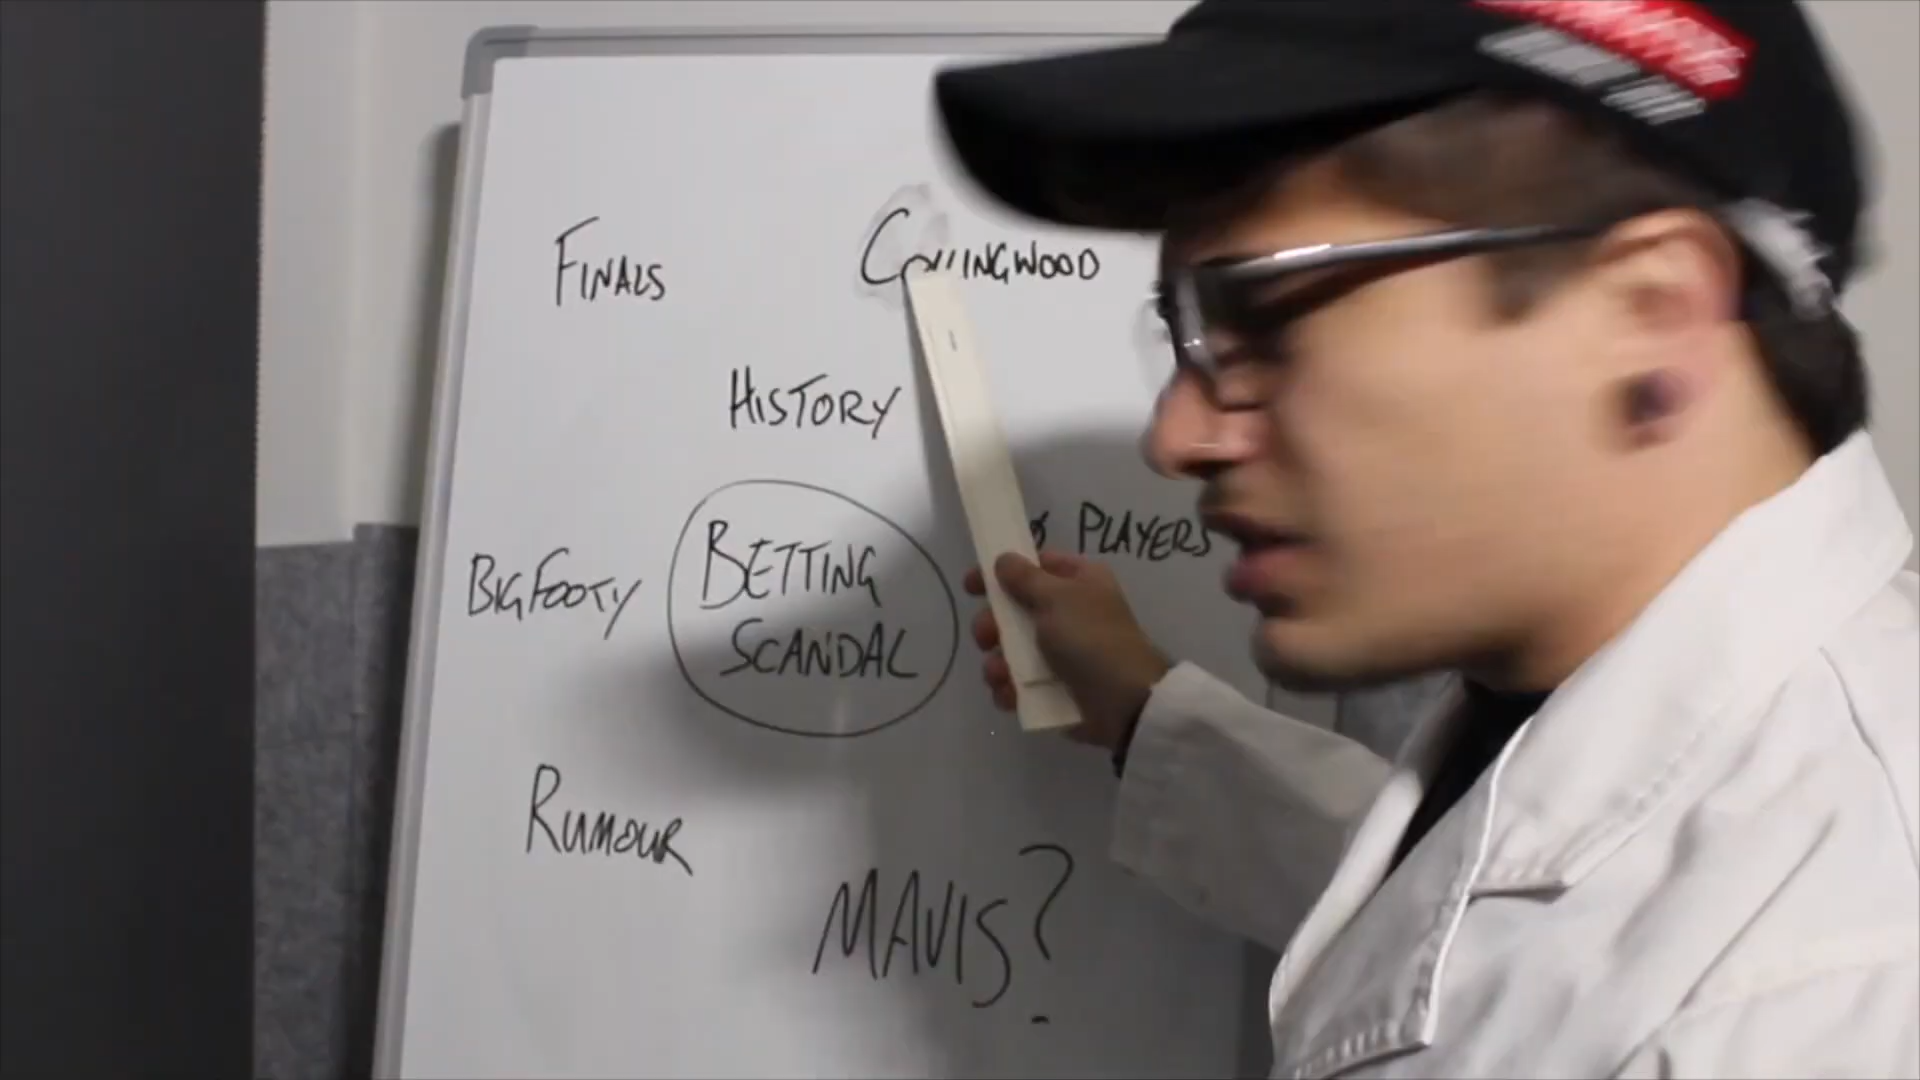 FINALS
COLLINGWOOD
HISTORY
PLAYERS
BIGFOOTY
BETTING
SCANDAL
RUMOUR
MAVIS?